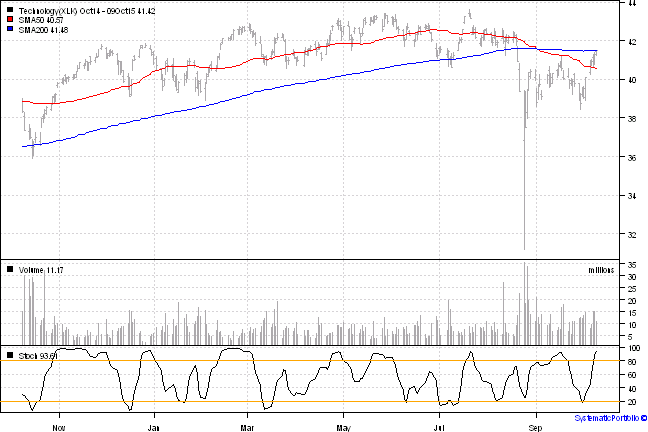 Technology(XLK) Oct14 - 09Oct15 41.42
SMA50 40.57
SMA200 41.48
44
42
40
38
36
34
32
Volume 11.17
millions
35
30
25
20
15
10
5
Stoch 93.61
100
80
60
40
20
Nov Jan Mar May Jul Sep
SystematicPortfolio ©